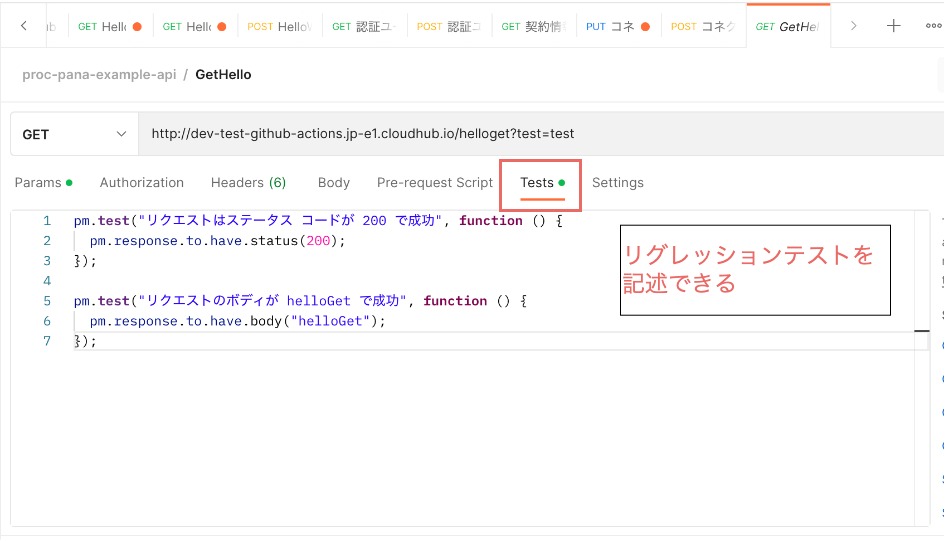 GET Hello
GET Hello
POST Hello
GET 認証ユ
POST 認証コ
GET 契約情
PUT コネ
POST コネク
GET GetHel
proc-pana-example-api / GetHello
GET
http://dev-test-github-actions.jp-e1.cloudhub.io/helloget?test=test
Params
Authorization
Headers (6)
Body
Pre-request Script
Tests
Settings
1 pm.test("リクエストはステータス コードが 200 で成功", function () {
2 pm.response.to.have.status(200);
3 });
4
5 pm.test("リクエストのボディが helloGet で成功", function () {
6 pm.response.to.have.body("helloGet");
7 });
リグレッションテストを
記述できる